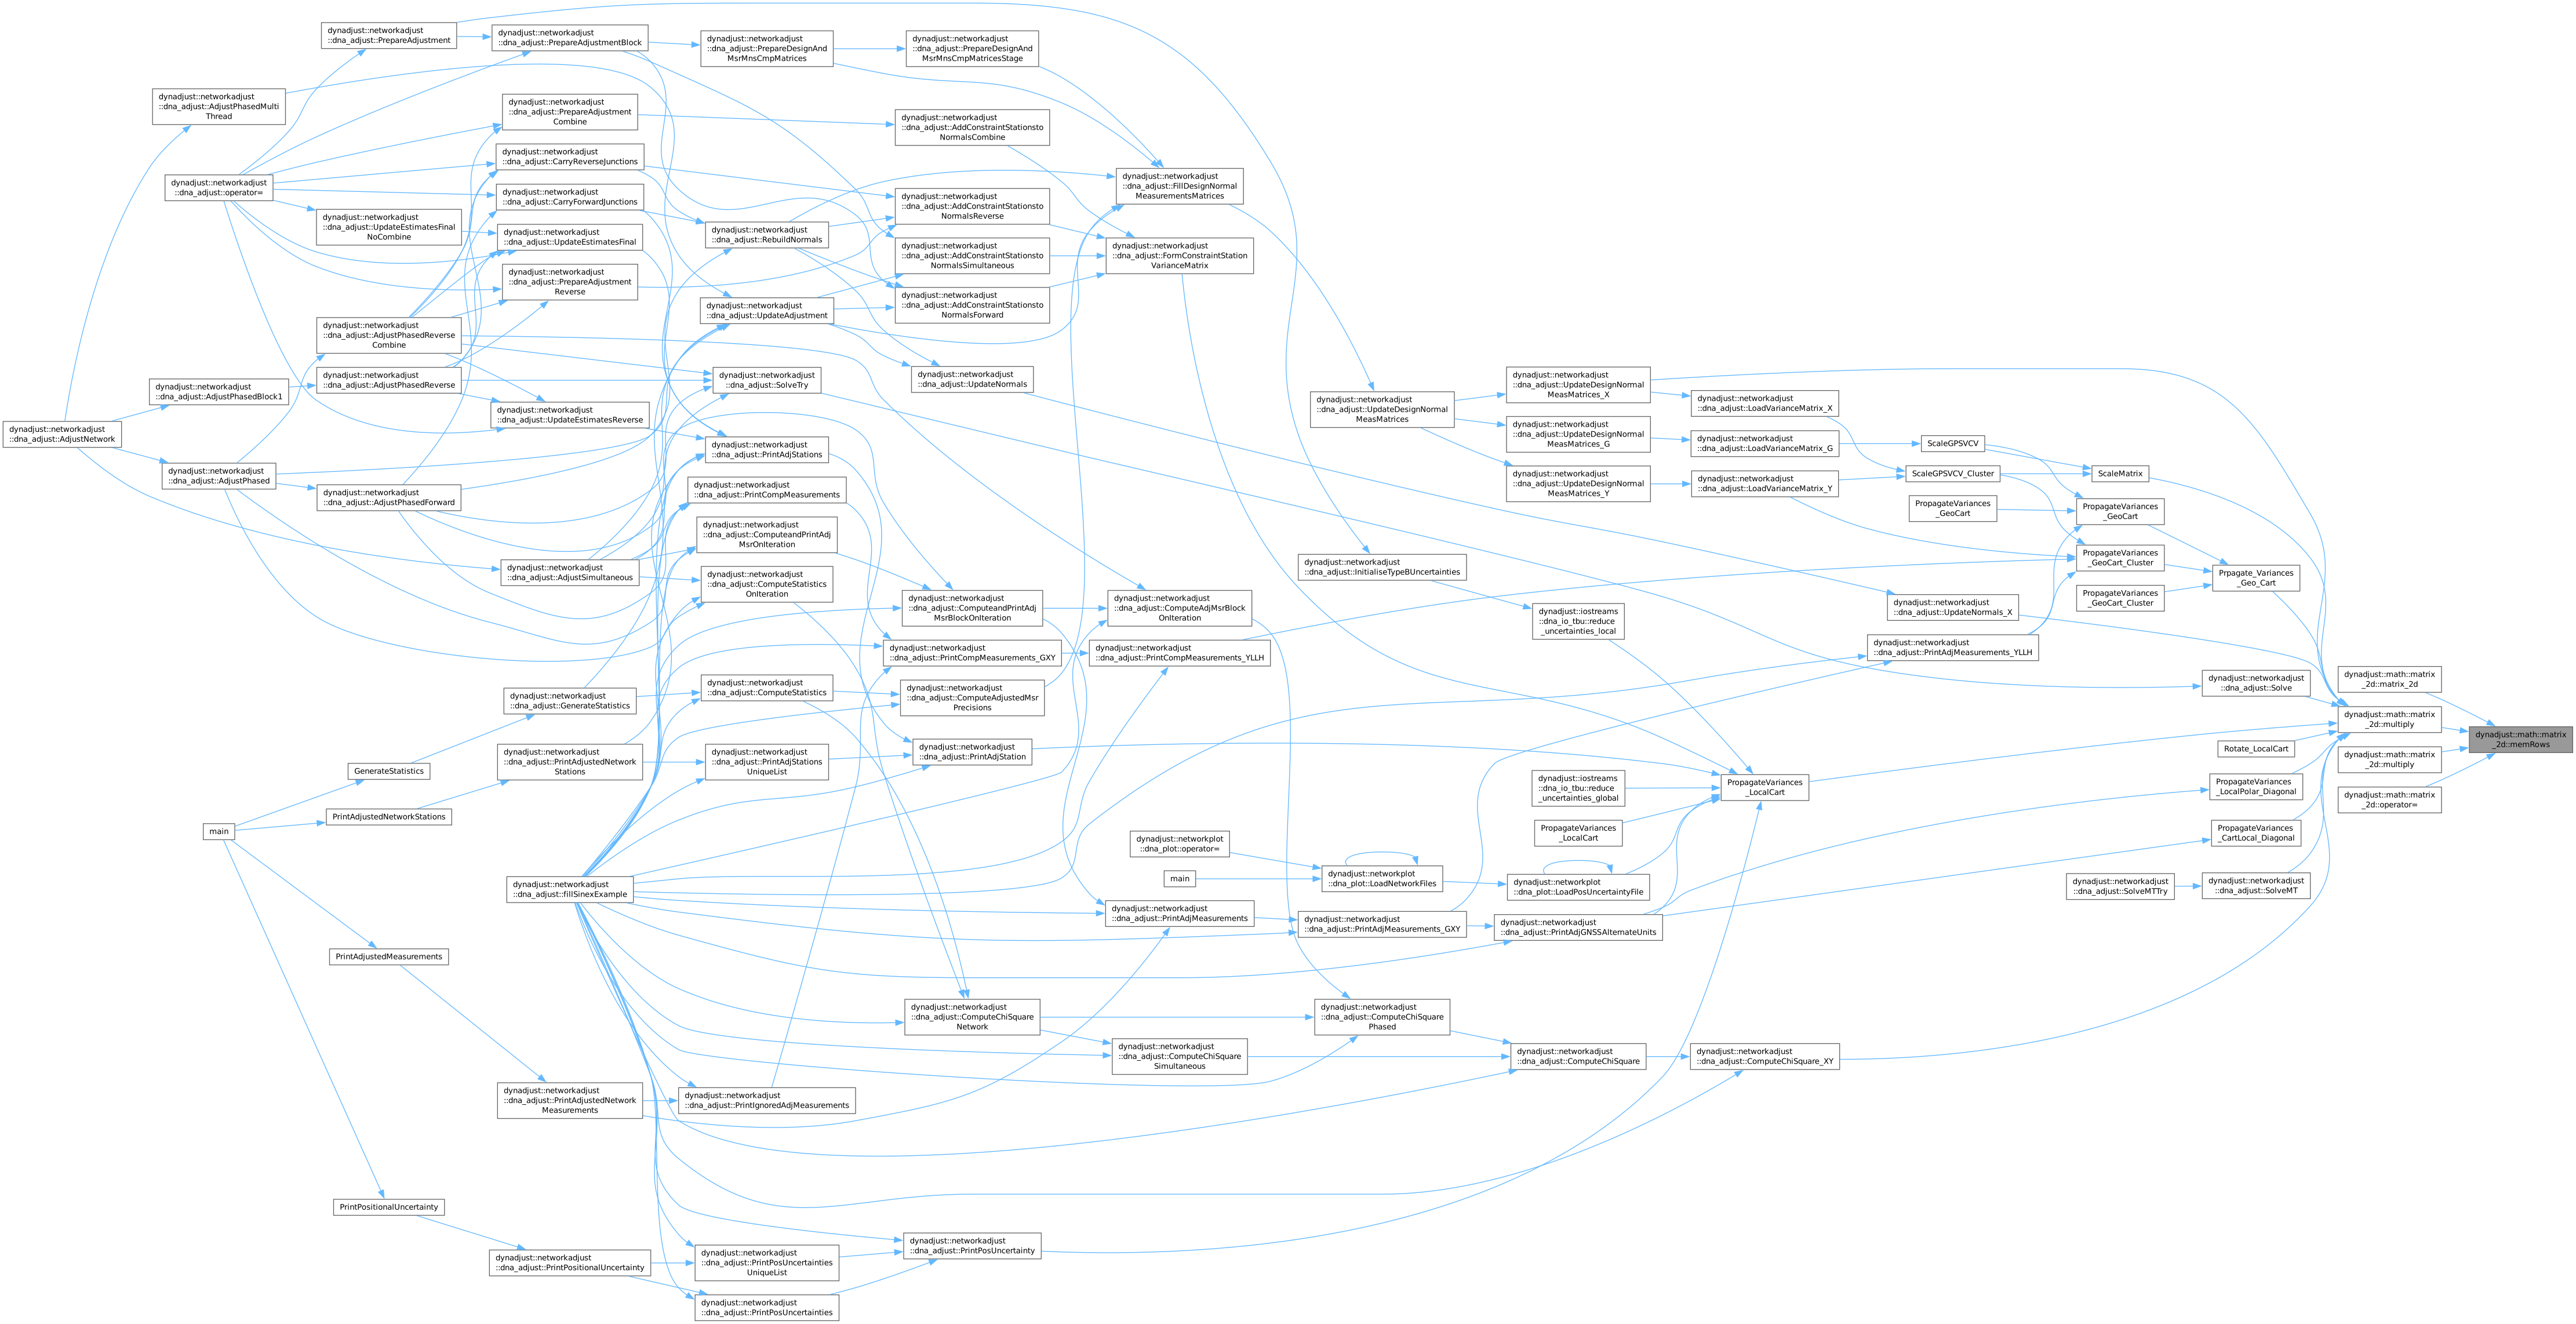 dynadjust::networkadjust
::dna_adjust::PrepareAdjustment
dynadjust::networkadjust
::dna_adjust::PrepareAdjustmentBlock
dynadjust::networkadjust
::dna_adjust::PrepareDesignAnd
MsrMnsCmpMatrices
dynadjust::networkadjust
::dna_adjust::PrepareDesignAnd
MsrMnsCmpMatricesStage
dynadjust::networkadjust
::dna_adjust::AdjustPhasedMulti
Thread
dynadjust::networkadjust
::dna_adjust::PrepareAdjustment
Combine
dynadjust::networkadjust
::dna_adjust::AddConstraintStationsto
NormalsCombine
dynadjust::networkadjust
::dna_adjust::CarryReverseJunctions
dynadjust::networkadjust
::dna_adjust::operator=
dynadjust::networkadjust
::dna_adjust::CarryForwardJunctions
dynadjust::networkadjust
::dna_adjust::FillDesignNormal
MeasurementsMatrices
dynadjust::networkadjust
::dna_adjust::UpdateEstimatesFinal
NoCombine
dynadjust::networkadjust
::dna_adjust::UpdateEstimatesFinal
dynadjust::networkadjust
::dna_adjust::RebuildNormals
dynadjust::networkadjust
::dna_adjust::AddConstraintStationsto
NormalsReverse
dynadjust::networkadjust
::dna_adjust::AddConstraintStationsto
NormalsSimultaneous
dynadjust::networkadjust
::dna_adjust::FormConstraintStation
VarianceMatrix
dynadjust::networkadjust
::dna_adjust::PrepareAdjustment
Reverse
dynadjust::networkadjust
::dna_adjust::UpdateAdjustment
dynadjust::networkadjust
::dna_adjust::AddConstraintStationsto
NormalsForward
dynadjust::networkadjust
::dna_adjust::AdjustPhasedReverse
Combine
dynadjust::networkadjust
::dna_adjust::AdjustPhasedBlock1
dynadjust::networkadjust
::dna_adjust::AdjustPhasedReverse
dynadjust::networkadjust
::dna_adjust::SolveTry
dynadjust::networkadjust
::dna_adjust::UpdateNormals
dynadjust::networkadjust
::dna_adjust::UpdateEstimatesReverse
dynadjust::networkadjust
::dna_adjust::UpdateDesignNormal
MeasMatrices
dynadjust::networkadjust
::dna_adjust::UpdateDesignNormal
MeasMatrices_X
dynadjust::networkadjust
::dna_adjust::LoadVarianceMatrix_X
dynadjust::networkadjust
::dna_adjust::UpdateDesignNormal
MeasMatrices_G
dynadjust::networkadjust
::dna_adjust::LoadVarianceMatrix_G
ScaleGPSVCV
dynadjust::networkadjust
::dna_adjust::AdjustNetwork
dynadjust::networkadjust
::dna_adjust::PrintAdjStations
dynadjust::networkadjust
::dna_adjust::AdjustPhased
dynadjust::networkadjust
::dna_adjust::AdjustPhasedForward
dynadjust::networkadjust
::dna_adjust::PrintCompMeasurements
dynadjust::networkadjust
::dna_adjust::UpdateDesignNormal
MeasMatrices_Y
dynadjust::networkadjust
::dna_adjust::LoadVarianceMatrix_Y
ScaleGPSVCV_Cluster
ScaleMatrix
PropagateVariances
_GeoCart
PropagateVariances
_GeoCart
dynadjust::networkadjust
::dna_adjust::ComputeandPrintAdj
MsrOnIteration
dynadjust::networkadjust
::dna_adjust::AdjustSimultaneous
dynadjust::networkadjust
::dna_adjust::ComputeStatistics
OnIteration
dynadjust::networkadjust
::dna_adjust::InitialiseTypeBUncertainties
PropagateVariances
_GeoCart_Cluster
Prpagate_Variances
_Geo_Cart
PropagateVariances
_GeoCart_Cluster
dynadjust::networkadjust
::dna_adjust::ComputeandPrintAdj
MsrBlockOnIteration
dynadjust::networkadjust
::dna_adjust::ComputeAdjMsrBlock
OnIteration
dynadjust::iostreams
::dna_io_tbu::reduce
_uncertainties_local
dynadjust::networkadjust
::dna_adjust::UpdateNormals_X
dynadjust::networkadjust
::dna_adjust::PrintCompMeasurements_GXY
dynadjust::networkadjust
::dna_adjust::PrintCompMeasurements_YLLH
dynadjust::networkadjust
::dna_adjust::PrintAdjMeasurements_YLLH
dynadjust::networkadjust
::dna_adjust::GenerateStatistics
dynadjust::networkadjust
::dna_adjust::ComputeStatistics
dynadjust::networkadjust
::dna_adjust::ComputeAdjustedMsr
Precisions
dynadjust::networkadjust
::dna_adjust::Solve
dynadjust::math::matrix
_2d::matrix_2d
dynadjust::math::matrix
_2d::multiply
dynadjust::math::matrix
_2d::memRows
GenerateStatistics
dynadjust::networkadjust
::dna_adjust::PrintAdjustedNetwork
Stations
dynadjust::networkadjust
::dna_adjust::PrintAdjStations
UniqueList
dynadjust::networkadjust
::dna_adjust::PrintAdjStation
Rotate_LocalCart
dynadjust::math::matrix
_2d::multiply
dynadjust::iostreams
::dna_io_tbu::reduce
_uncertainties_global
PropagateVariances
_LocalCart
PropagateVariances
_LocalPolar_Diagonal
dynadjust::math::matrix
_2d::operator=
main
PrintAdjustedNetworkStations
dynadjust::networkplot
::dna_plot::operator=
PropagateVariances
_LocalCart
PropagateVariances
_CartLocal_Diagonal
main
dynadjust::networkplot
::dna_plot::LoadNetworkFiles
dynadjust::networkplot
::dna_plot::LoadPosUncertaintyFile
dynadjust::networkadjust
::dna_adjust::SolveMTTry
dynadjust::networkadjust
::dna_adjust::SolveMT
dynadjust::networkadjust
::dna_adjust::fillSinexExample
dynadjust::networkadjust
::dna_adjust::PrintAdjMeasurements
dynadjust::networkadjust
::dna_adjust::PrintAdjMeasurements_GXY
dynadjust::networkadjust
::dna_adjust::PrintAdjGNSSAlternateUnits
PrintAdjustedMeasurements
dynadjust::networkadjust
::dna_adjust::ComputeChiSquare
Network
dynadjust::networkadjust
::dna_adjust::ComputeChiSquare
Phased
dynadjust::networkadjust
::dna_adjust::ComputeChiSquare
Simultaneous
dynadjust::networkadjust
::dna_adjust::ComputeChiSquare
dynadjust::networkadjust
::dna_adjust::ComputeChiSquare_XY
dynadjust::networkadjust
::dna_adjust::PrintAdjustedNetwork
Measurements
dynadjust::networkadjust
::dna_adjust::PrintIgnoredAdjMeasurements
PrintPositionalUncertainty
dynadjust::networkadjust
::dna_adjust::PrintPositionalUncertainty
dynadjust::networkadjust
::dna_adjust::PrintPosUncertainties
UniqueList
dynadjust::networkadjust
::dna_adjust::PrintPosUncertainty
dynadjust::networkadjust
::dna_adjust::PrintPosUncertainties